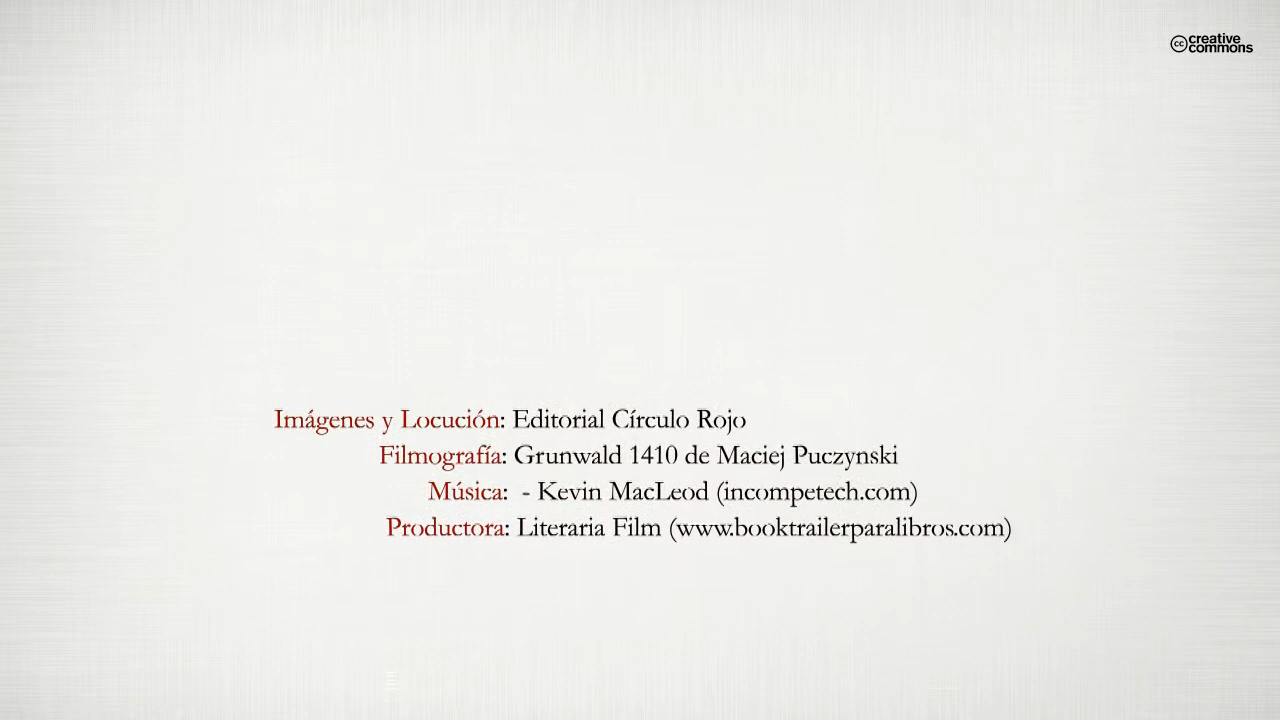 creative
commons
Imágenes y Locución: Editorial Círculo Rojo
Filmografía: Grunwald 1410 de Maciej Puczynski
Música: - Kevin MacLeod (incompetech.com)
Productora: Literaria Film (www.booktrailerparalibros.com)